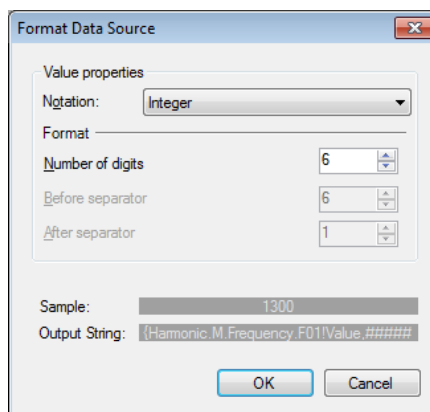 Format Data Source
Value properties
Notation: Integer
Format
Number of digits 6
Before separator 6
After separator 1
Sample: 1300
Output String: {Harmonic.M.Frequency.F01!Value,#####
OK Cancel